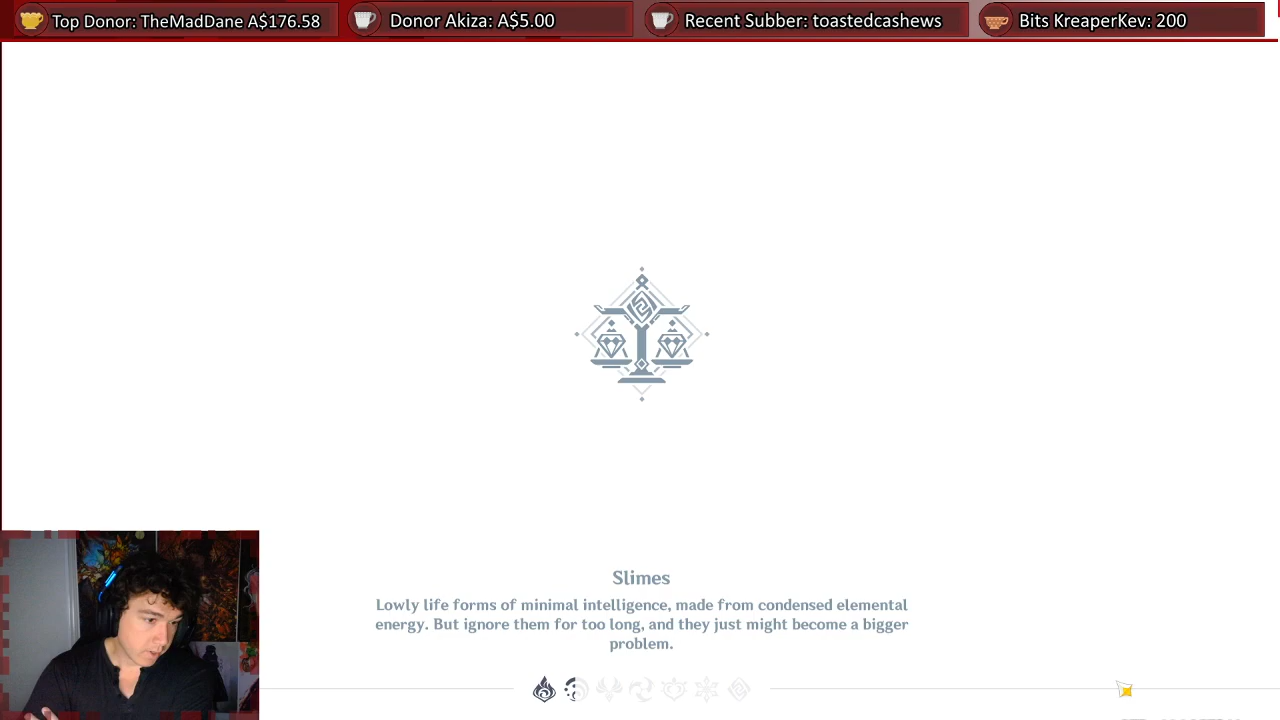 Top Donor: TheMadDane A$176.58
Donor Akiza: A$5.00
Recent Subber: toastedcashews
Bits KreaperKev: 200
Slimes
Lowly life forms of minimal intelligence, made from condensed elemental
energy. But ignore them for too long, and they just might become a bigger
problem.